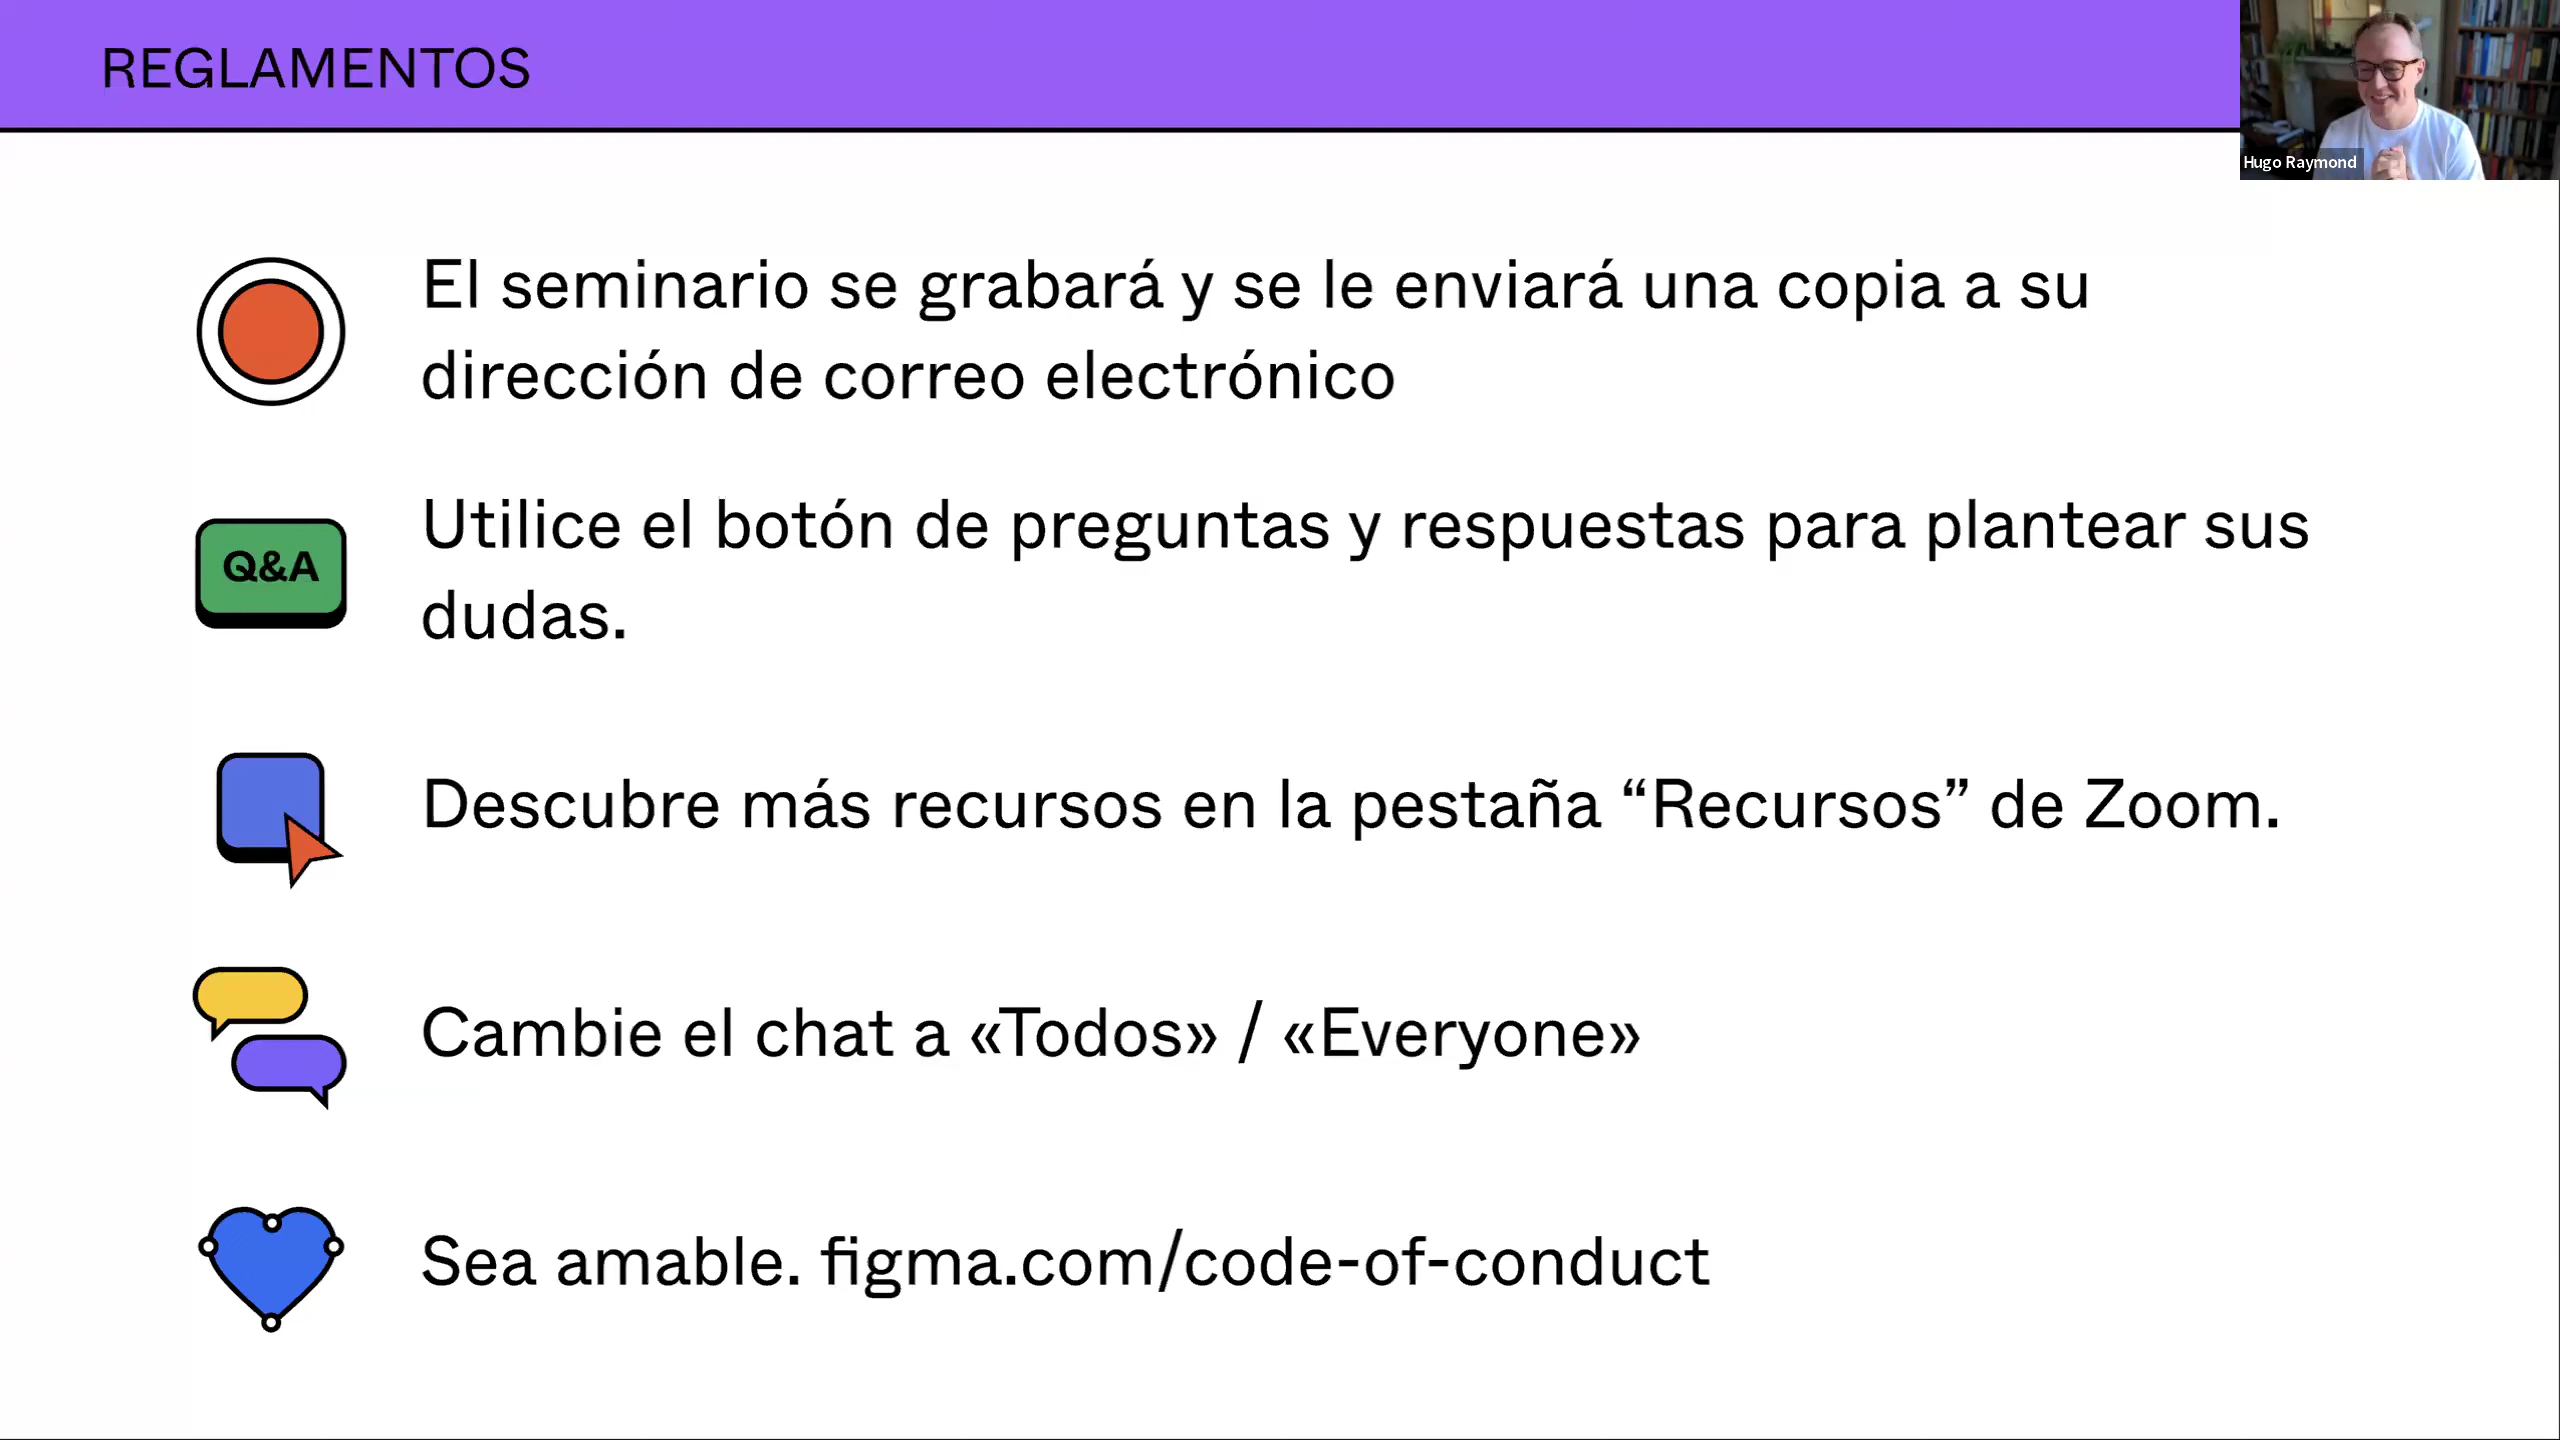 REGLAMENTOS
Hugo Raymond
El seminario se grabará y se le enviará una copia a su
dirección de correo electrónico
Q&A
Utilice el botón de preguntas y respuestas para plantear sus
dudas.
Descubre más recursos en la pestaña “Recursos” de Zoom.
Cambie el chat a «Todos» / «Everyone»
Sea amable. figma.com/code-of-conduct